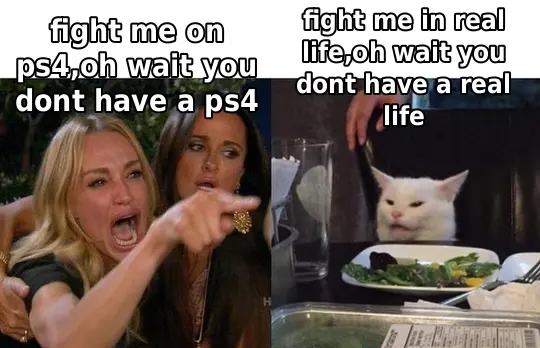 fight me on
ps4,oh wait you
dont have a ps4
fight me in real
life,oh wait you
dont have a real
life